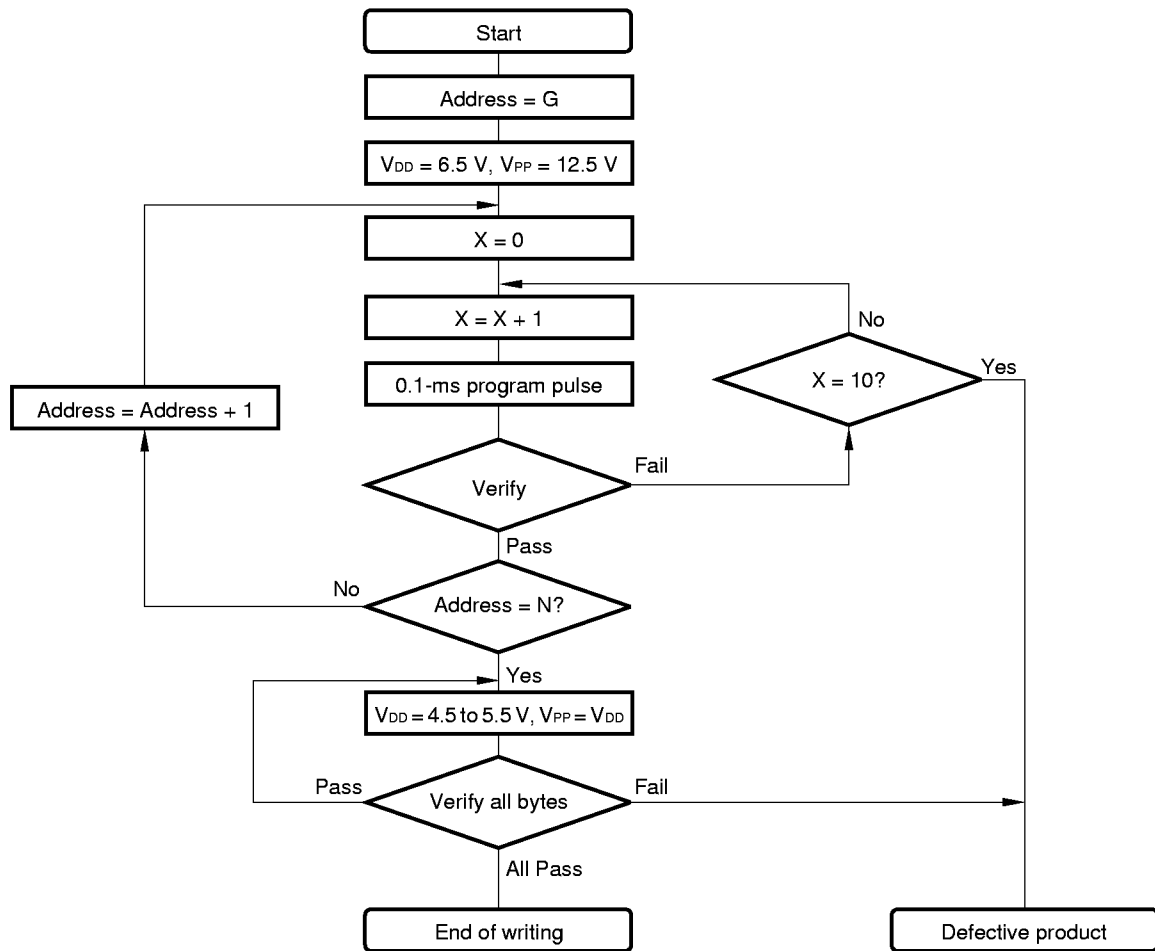 Start
Address = G
VDD = 6.5 V, VPP = 12.5 V
X = 0
X = X + 1
No
0.1-ms program pulse
X = 10?
Yes
Address = Address + 1
Verify
Fail
Pass
No
Address = N?
Yes
VDD = 4.5 to 5.5 V, VPP = VDD
Pass
Verify all bytes
Fail
All Pass
End of writing
Defective product